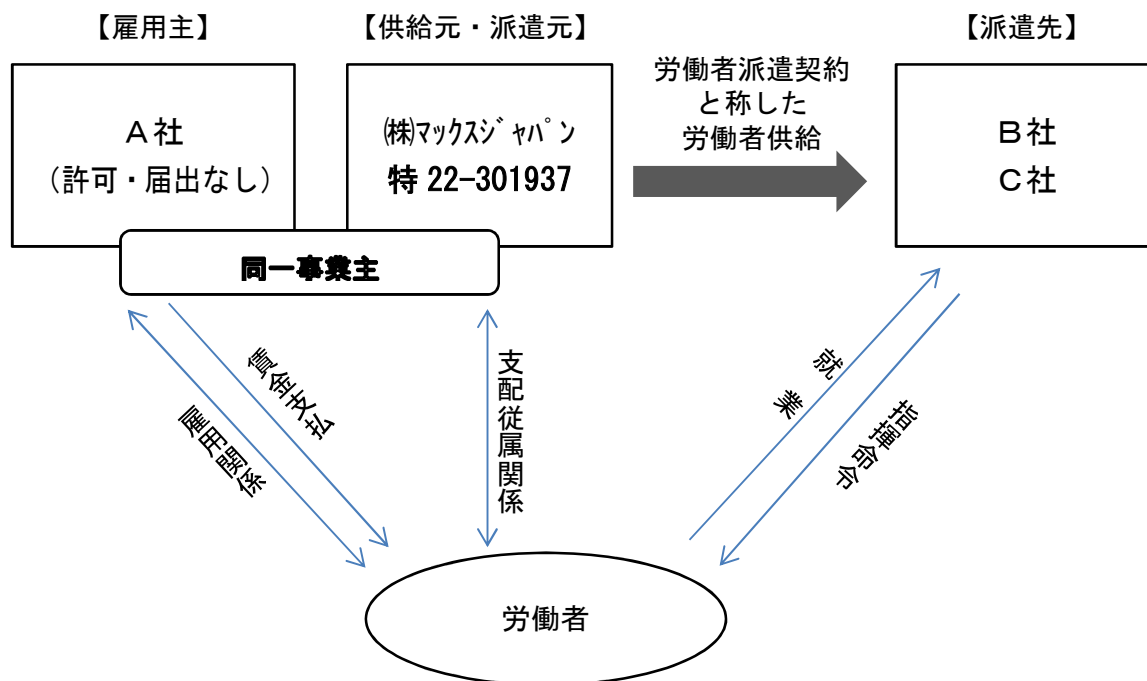 【雇用主】
【供給元・派遣元】
【派遣先】
A社
（許可・届出なし）
㈱マックスジャパン
特 22-301937
労働者派遣契約
と称した
労働者供給
B社
C社
同一事業主
賃金支払
雇用関係
支配従属関係
就業
指揮命令
労働者